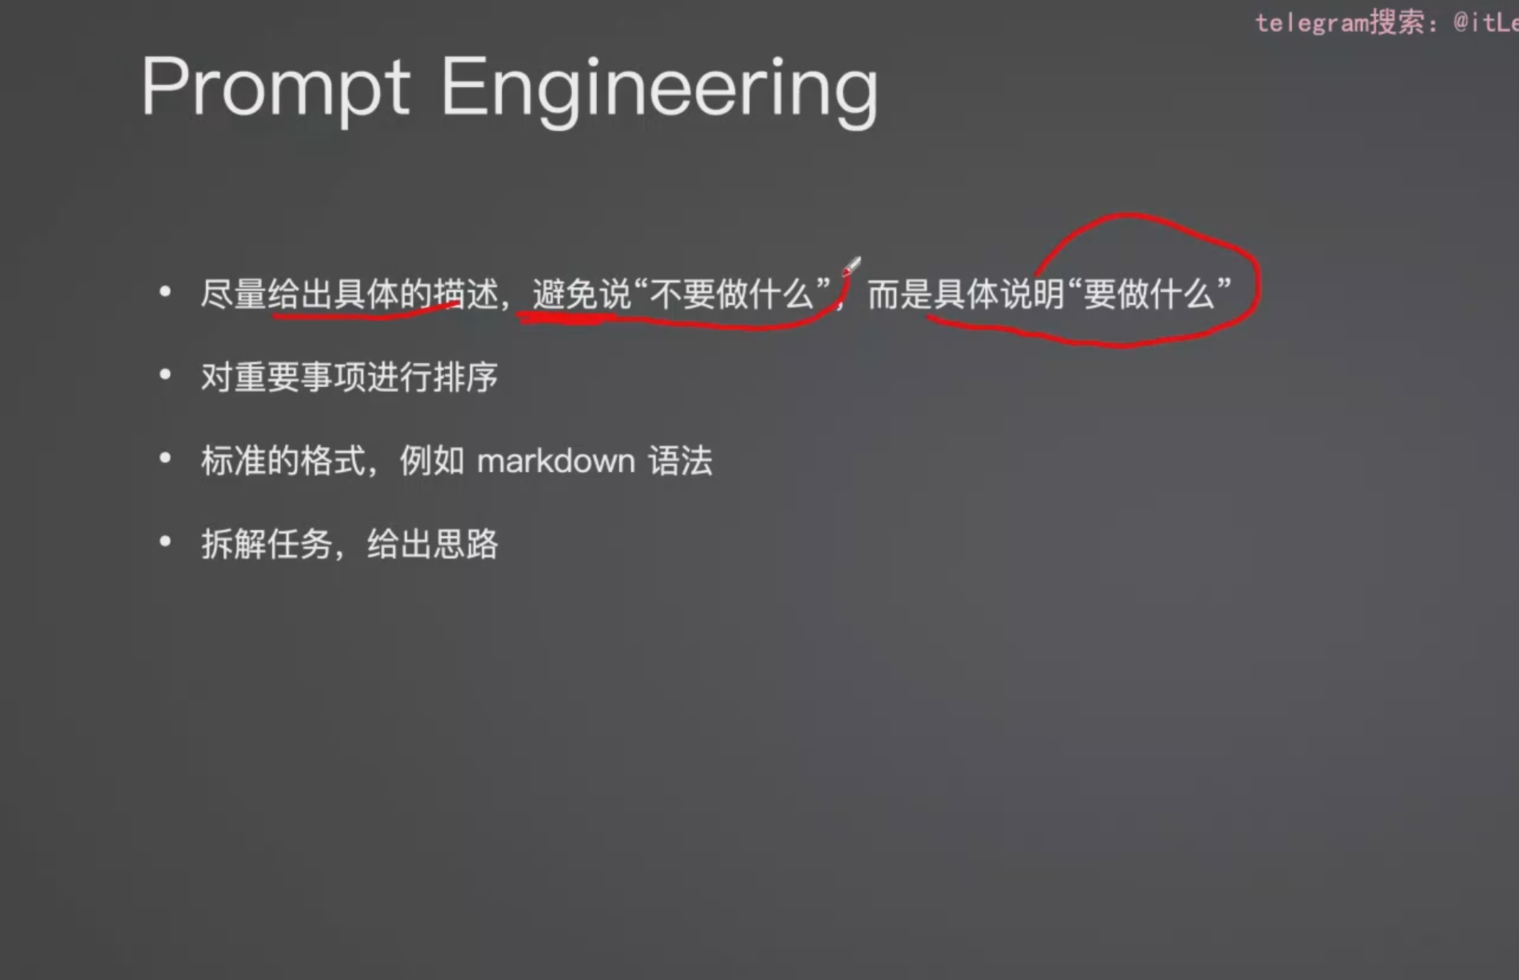 telegram搜索：@itLe
Prompt Engineering
• 尽量给出具体的描述，避免说“不要做什么”，而是具体说明“要做什么”
• 对重要事项进行排序
• 标准的格式，例如 markdown 语法
• 拆解任务，给出思路